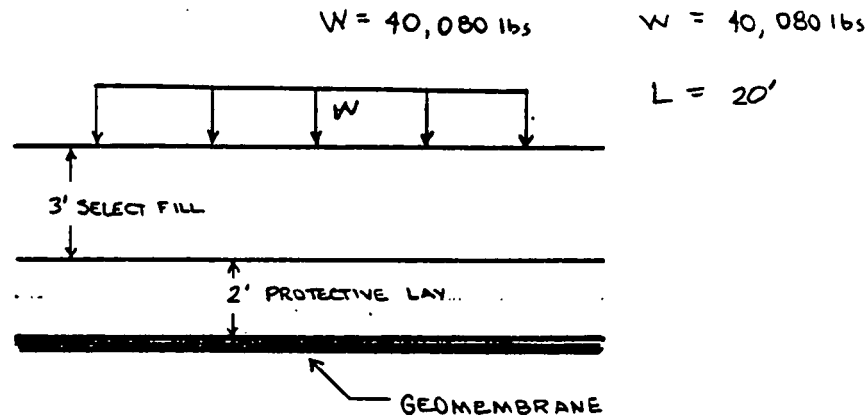 W = 40,080 lbs
W = 40,080 lbs
L = 20'
W
3' SELECT FILL
2' PROTECTIVE LAY...
GEOMEMBRANE